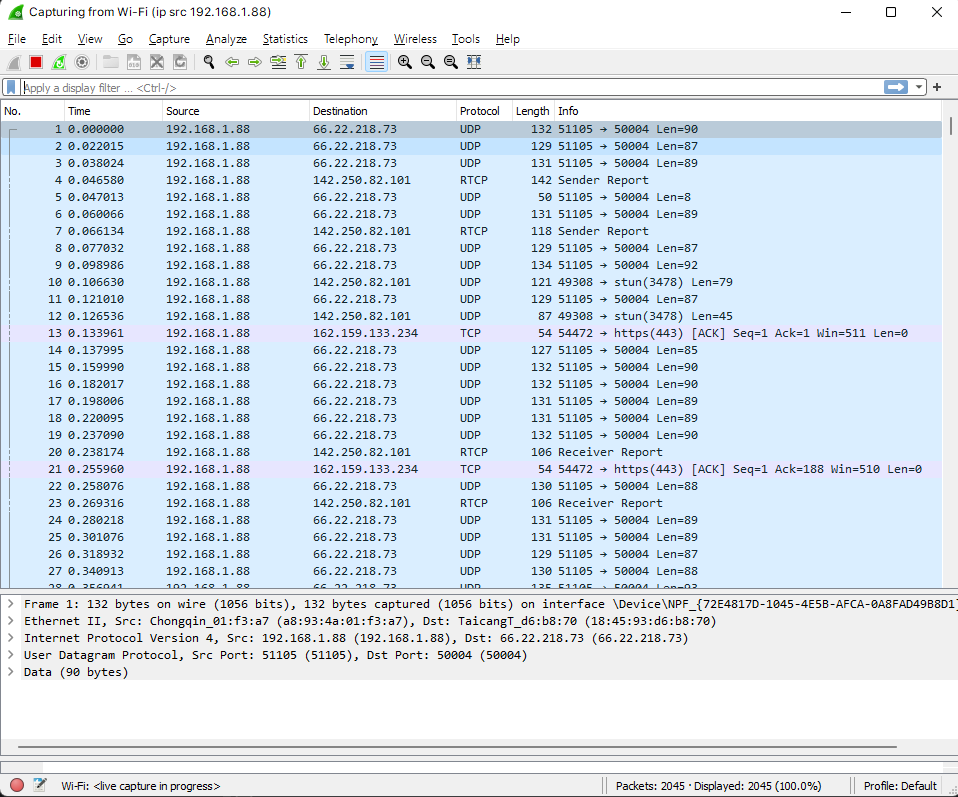 Capturing from Wi-Fi (ip src 192.168.1.88)
File Edit View Go Capture Analyze Statistics Telephony Wireless Tools Help
Apply a display filter ... <Ctrl-/>
No. Time Source Destination Protocol Length Info
1 0.000000 192.168.1.88 66.22.218.73 UDP 132 51105 → 50004 Len=90
2 0.022015 192.168.1.88 66.22.218.73 UDP 129 51105 → 50004 Len=87
3 0.038024 192.168.1.88 66.22.218.73 UDP 131 51105 → 50004 Len=89
4 0.046580 192.168.1.88 142.250.82.101 RTCP 142 Sender Report
5 0.047013 192.168.1.88 66.22.218.73 UDP 50 51105 → 50004 Len=8
6 0.060066 192.168.1.88 66.22.218.73 UDP 131 51105 → 50004 Len=89
7 0.066134 192.168.1.88 142.250.82.101 RTCP 118 Sender Report
8 0.077032 192.168.1.88 66.22.218.73 UDP 129 51105 → 50004 Len=87
9 0.098986 192.168.1.88 66.22.218.73 UDP 134 51105 → 50004 Len=92
10 0.106630 192.168.1.88 142.250.82.101 UDP 121 49308 → stun(3478) Len=79
11 0.121010 192.168.1.88 66.22.218.73 UDP 129 51105 → 50004 Len=87
12 0.126536 192.168.1.88 142.250.82.101 UDP 87 49308 → stun(3478) Len=45
13 0.133961 192.168.1.88 162.159.133.234 TCP 54 54472 → https(443) [ACK] Seq=1 Ack=1 Win=511 Len=0
14 0.137995 192.168.1.88 66.22.218.73 UDP 127 51105 → 50004 Len=85
15 0.159990 192.168.1.88 66.22.218.73 UDP 132 51105 → 50004 Len=90
16 0.182017 192.168.1.88 66.22.218.73 UDP 132 51105 → 50004 Len=90
17 0.198006 192.168.1.88 66.22.218.73 UDP 131 51105 → 50004 Len=89
18 0.220095 192.168.1.88 66.22.218.73 UDP 131 51105 → 50004 Len=89
19 0.237090 192.168.1.88 66.22.218.73 UDP 132 51105 → 50004 Len=90
20 0.238174 192.168.1.88 142.250.82.101 RTCP 106 Receiver Report
21 0.255960 192.168.1.88 162.159.133.234 TCP 54 54472 → https(443) [ACK] Seq=1 Ack=188 Win=510 Len=0
22 0.258076 192.168.1.88 66.22.218.73 UDP 130 51105 → 50004 Len=88
23 0.269316 192.168.1.88 142.250.82.101 RTCP 106 Receiver Report
24 0.280218 192.168.1.88 66.22.218.73 UDP 131 51105 → 50004 Len=89
25 0.301076 192.168.1.88 66.22.218.73 UDP 131 51105 → 50004 Len=89
26 0.318932 192.168.1.88 66.22.218.73 UDP 129 51105 → 50004 Len=87
27 0.340913 192.168.1.88 66.22.218.73 UDP 130 51105 → 50004 Len=88
28 0.356941 192.168.1.88 66.22.218.73 UDP 135 51105 → 50004 Len=93
Frame 1: 132 bytes on wire (1056 bits), 132 bytes captured (1056 bits) on interface \Device\NPF_{72E4817D-1045-4E5B-AFCA-0A8FAD49B8D1}
Ethernet II, Src: Chongqin_01:f3:a7 (a8:93:4a:01:f3:a7), Dst: TaicangT_d6:b8:70 (18:45:93:d6:b8:70)
Internet Protocol Version 4, Src: 192.168.1.88 (192.168.1.88), Dst: 66.22.218.73 (66.22.218.73)
User Datagram Protocol, Src Port: 51105 (51105), Dst Port: 50004 (50004)
Data (90 bytes)
Wi-Fi: <live capture in progress> Packets: 2045 · Displayed: 2045 (100.0%) Profile: Default